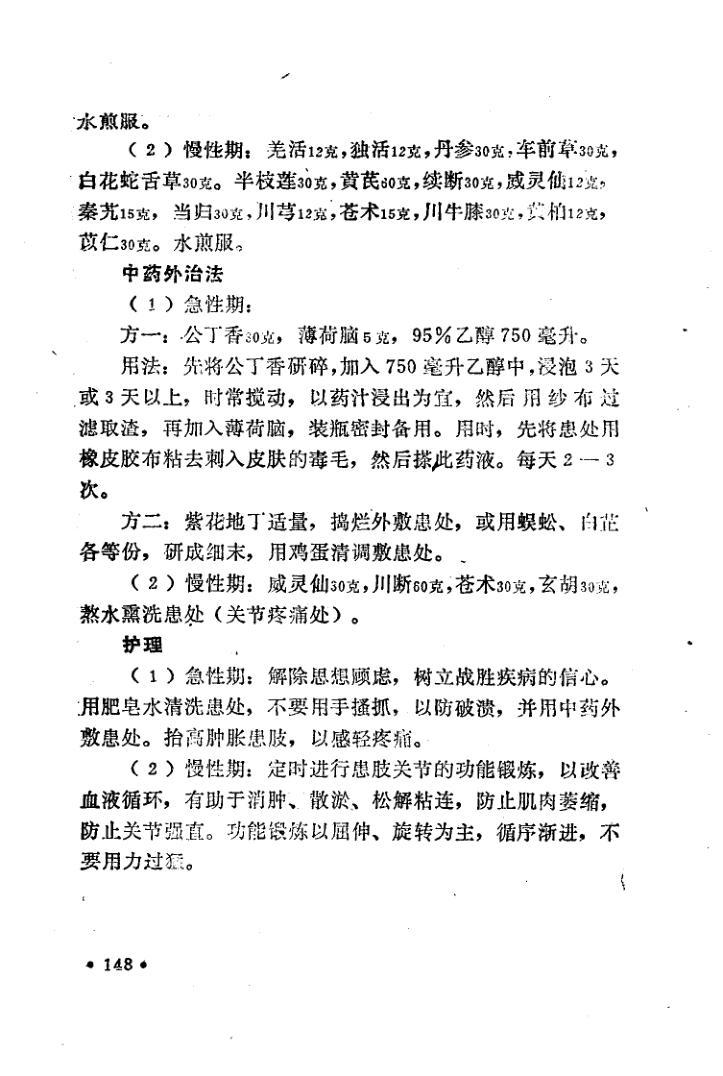 水煎服。
（2）慢性期：羌活12克，独活12克，丹参30克，车前草30克，
白花蛇舌草30克。半枝莲30克，黄芪60克，续断30克，威灵仙12克，
秦艽15克，当归30克，川芎12克，苍术15克，川牛膝30克，黄柏12克，
苡仁30克。水煎服。
中药外治法
（1）急性期：
方一：公丁香30克，薄荷脑5克，95%乙醇750毫升。
用法：先将公丁香研碎，加入750毫升乙醇中，浸泡3天
或3天以上，时常搅动，以药汁浸出为宜，然后用纱布过
滤取渣，再加入薄荷脑，装瓶密封备用。用时，先将患处用
橡皮胶布粘去刺入皮肤的毒毛，然后搽此药液。每天2—3
次。
方二：紫花地丁适量，捣烂外敷患处，或用蜈蚣、白芷
各等份，研成细末，用鸡蛋清调敷患处。
（2）慢性期：威灵仙30克，川断60克，苍术30克，玄胡30克，
熬水熏洗患处（关节疼痛处）。
护理
（1）急性期：解除思想顾虑，树立战胜疾病的信心。
用肥皂水清洗患处，不要用手搔抓，以防破溃，并用中药外
敷患处。抬高肿胀患肢，以感轻疼痛。
（2）慢性期：定时进行患肢关节的功能锻炼，以改善
血液循环，有助于消肿、散淤、松解粘连，防止肌肉萎缩，
防止关节强直。功能锻炼以屈伸、旋转为主，循序渐进，不
要用力过猛。
• 148 •